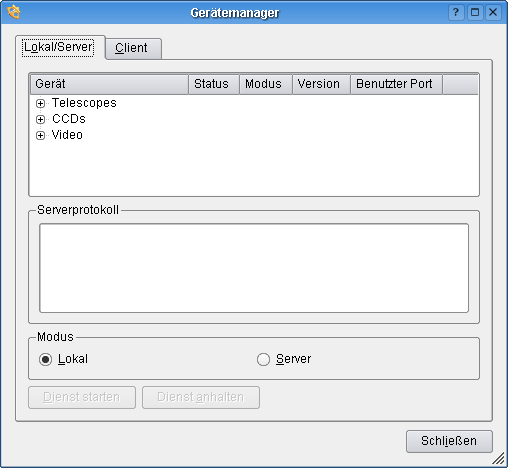 Gerätemanager
Lokal/Server Client
Gerät Status Modus Version Benutzter Port
Telescopes
CCDs
Video
Serverprotokoll
Modus
Lokal Server
Dienst starten Dienst anhalten
Schließen